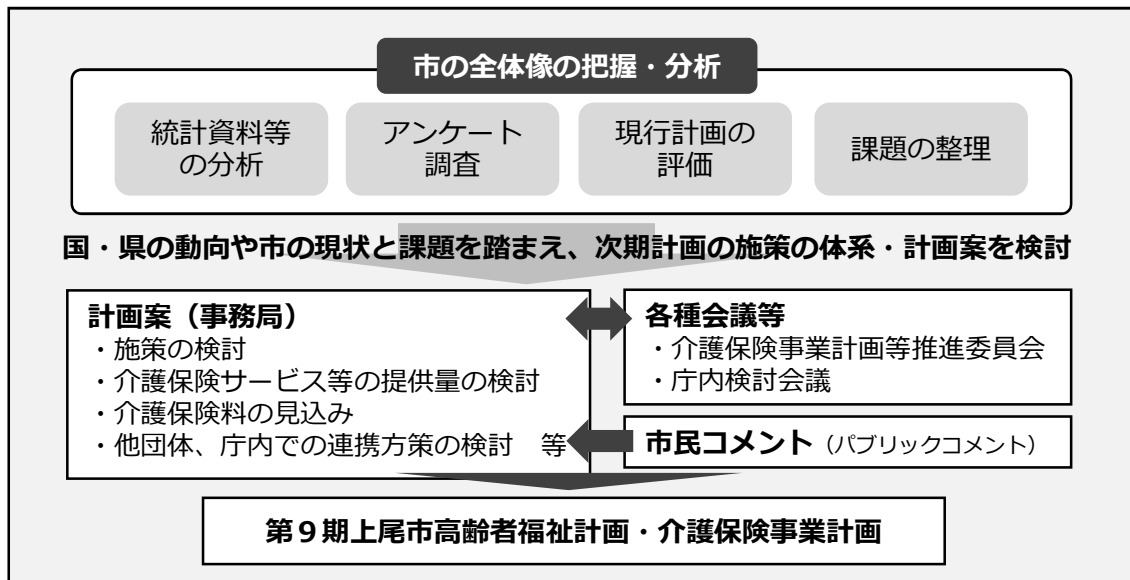 市の全体像の把握・分析
統計資料等
の分析
アンケート
調査
現行計画の
評価
課題の整理
国・県の動向や市の現状と課題を踏まえ、次期計画の施策の体系・計画案を検討
計画案（事務局）
・施策の検討
・介護保険サービス等の提供量の検討
・介護保険料の見込み
・他団体、庁内での連携方策の検討　等
各種会議等
・介護保険事業計画等推進委員会
・庁内検討会議
市民コメント（パブリックコメント）
第９期上尾市高齢者福祉計画・介護保険事業計画